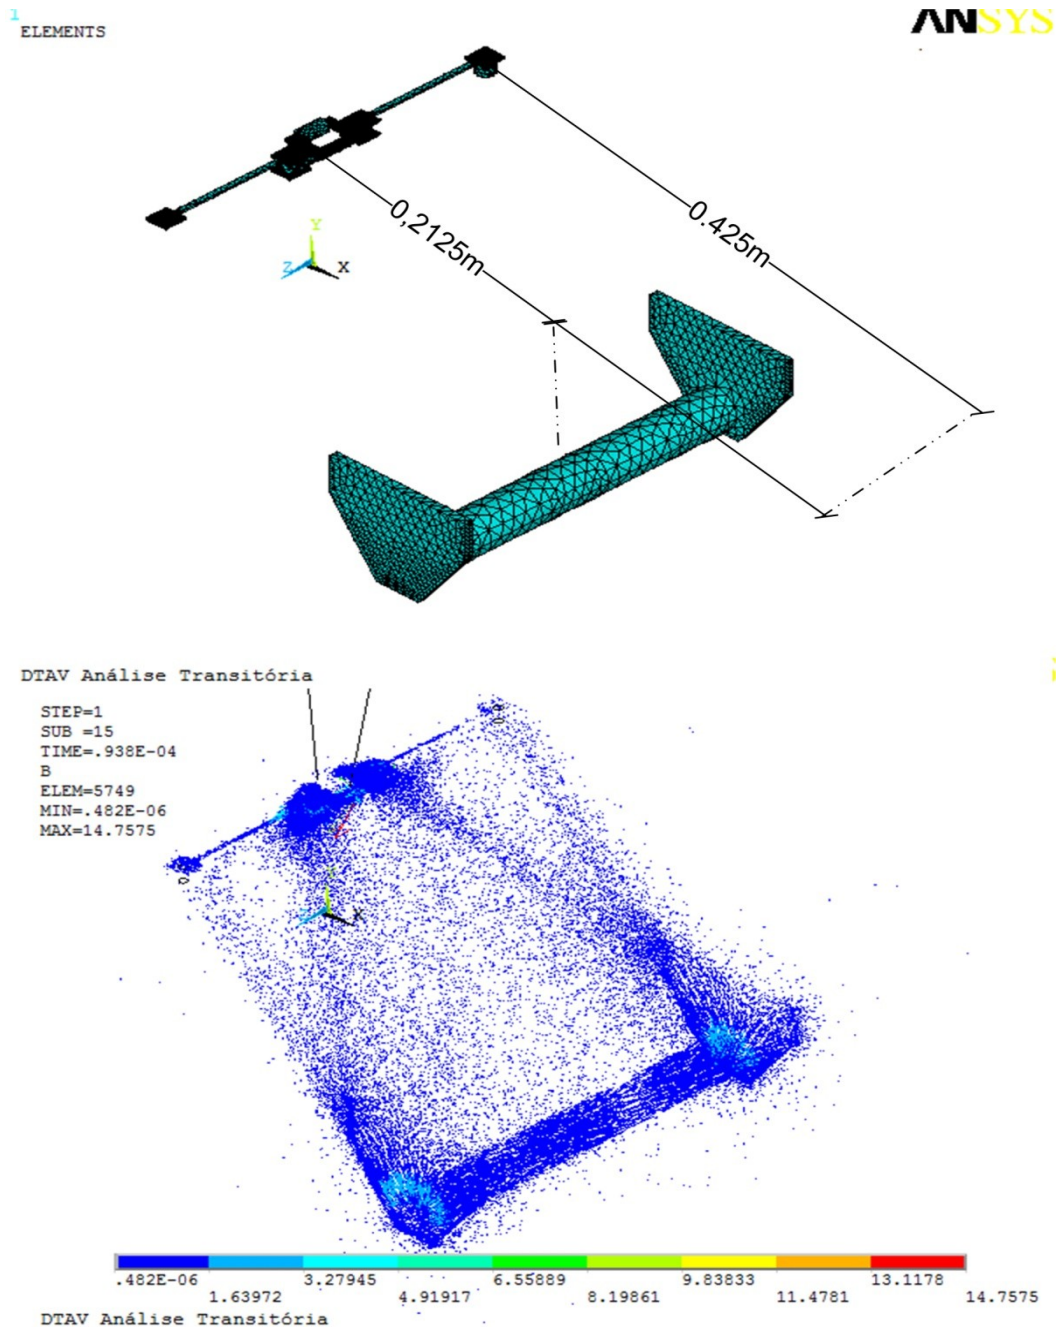 1
ELEMENTS
ANSYS
0,2125m
0.425m
Y
Z
X
DTAV Análise Transitória
STEP=1
SUB =15
TIME=.938E-04
B
ELEM=5749
MIN=.482E-06
MAX=14.7575
X
.482E-06
1.63972
3.27945
4.91917
6.55889
8.19861
9.83833
11.4781
13.1178
14.7575
DTAV Análise Transitória